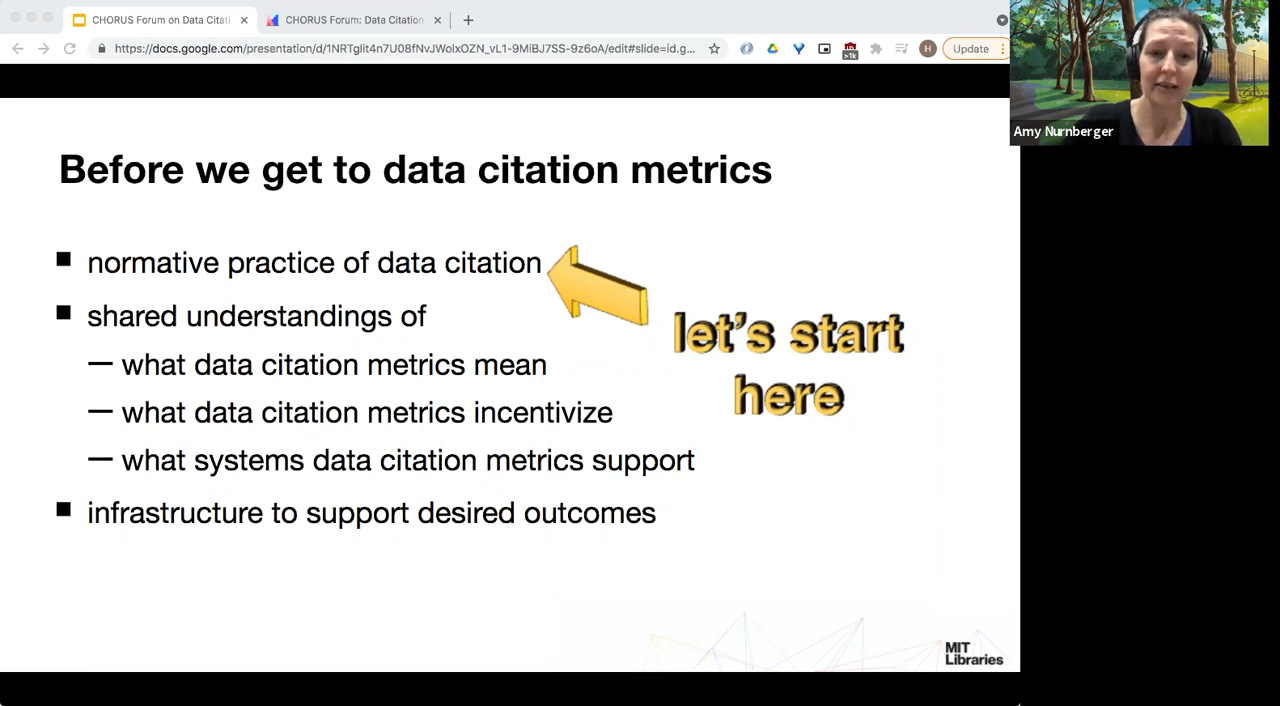 CHORUS Forum on Data Citati
CHORUS Forum: Data Citation
https://docs.google.com/presentation/d/1NRTglit4n7U08fNvJWolxOZN_vL1-9MiBJ7SS-9z6oA/edit#slide=id.g...
>1k
H
Update
Amy Nurnberger
Before we get to data citation metrics
normative practice of data citation
shared understandings of
— what data citation metrics mean
— what data citation metrics incentivize
— what systems data citation metrics support
infrastructure to support desired outcomes
let's start
here
MIT
Libraries